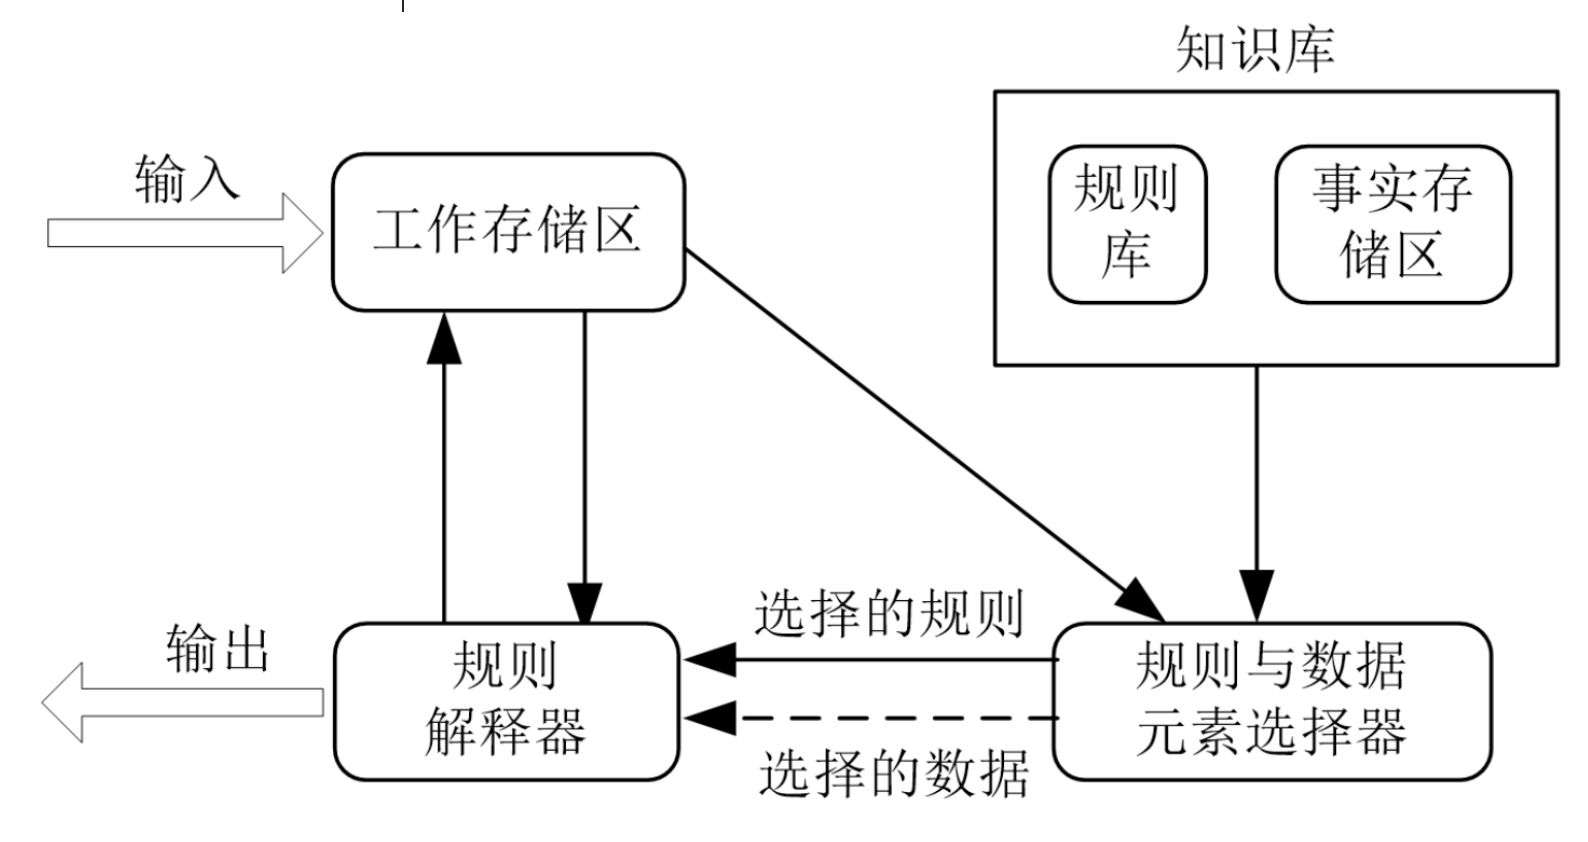 知识库
输入
工作存储区
规则
库
事实存
储区
选择的规则
输出
规则
解释器
规则与数据
元素选择器
选择的数据